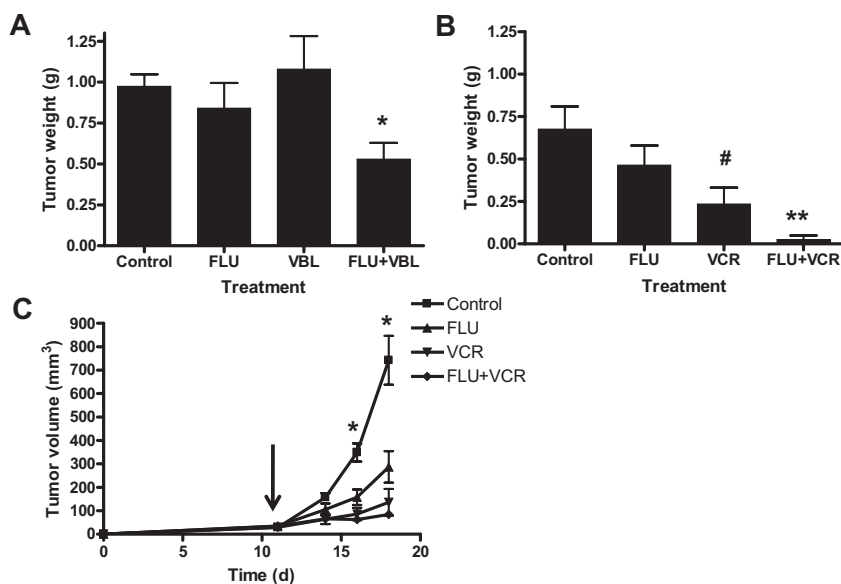 A
1.25
1.00
0.75
0.50
0.25
0.00
Tumor weight (g)
*
Control FLU VBL FLU+VBL
Treatment
B
1.25
1.00
0.75
0.50
0.25
0.00
Tumor weight (g)
#
**
Control FLU VCR FLU+VCR
Treatment
C
900
800
700
600
500
400
300
200
100
0
Tumor volume (mm³)
*
*
Control
FLU
VCR
FLU+VCR
0 5 10 15 20
Time (d)